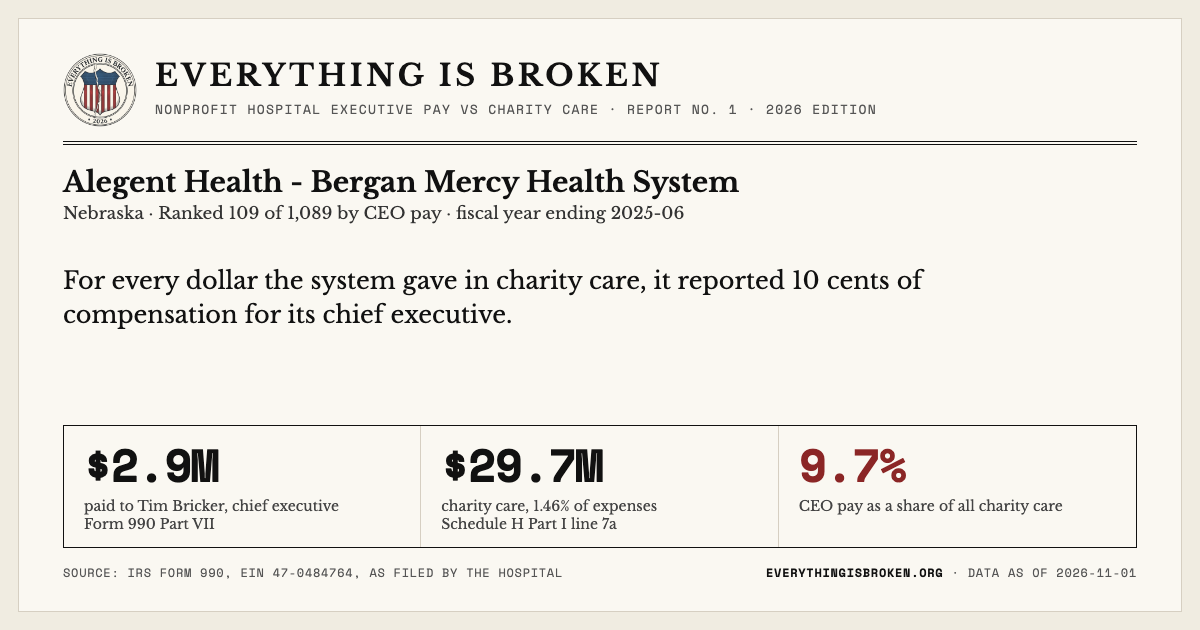 EVERYTHING IS BROKEN
2026
EVERYTHING IS BROKEN
NONPROFIT HOSPITAL EXECUTIVE PAY VS CHARITY CARE · REPORT NO. 1 · 2026 EDITION
Alegent Health - Bergan Mercy Health System
Nebraska · Ranked 109 of 1,089 by CEO pay · fiscal year ending 2025-06
For every dollar the system gave in charity care, it reported 10 cents of
compensation for its chief executive.
$2.9M
paid to Tim Bricker, chief executive
Form 990 Part VII
$29.7M
charity care, 1.46% of expenses
Schedule H Part I line 7a
9.7%
CEO pay as a share of all charity care
SOURCE: IRS FORM 990, EIN 47-0484764, AS FILED BY THE HOSPITAL
EVERYTHINGISBROKEN.ORG · DATA AS OF 2026-11-01